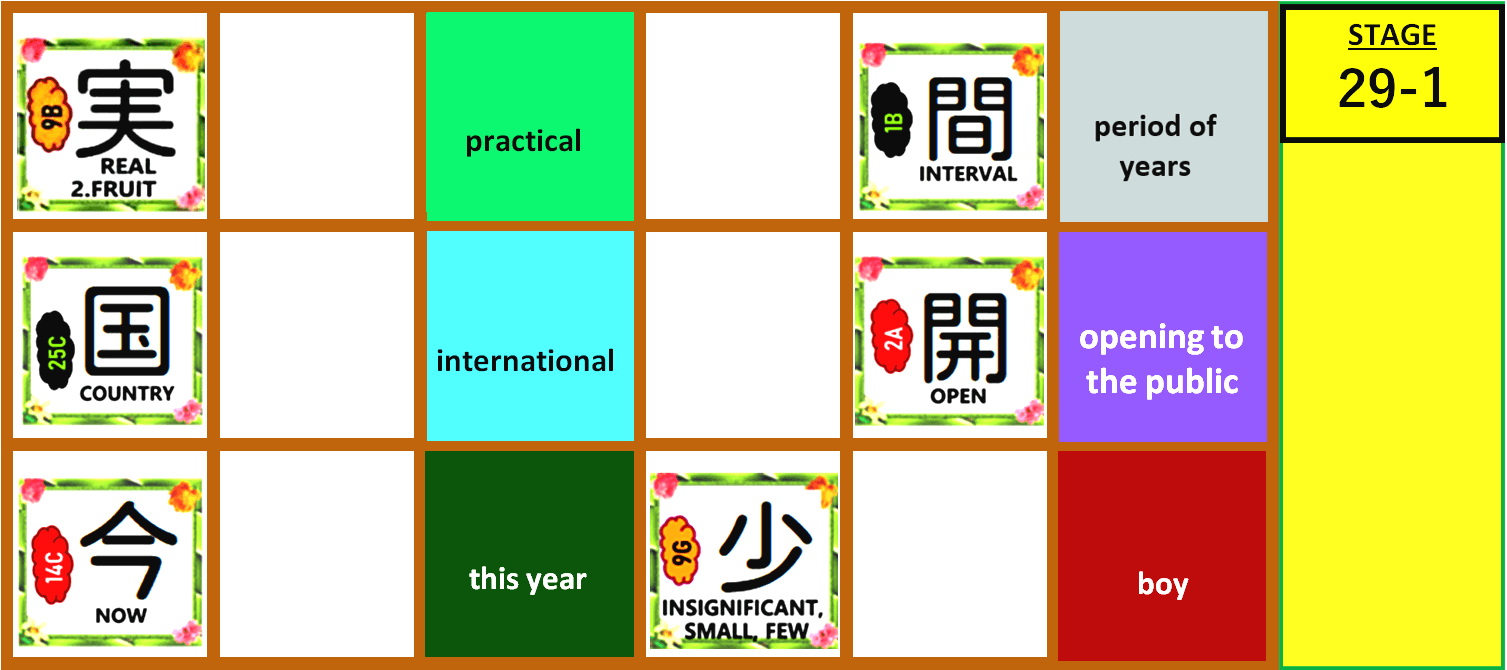 9B
実
REAL
2.FRUIT
practical
1B
間
INTERVAL
period of
years
STAGE
29-1
25C
国
COUNTRY
international
2A
開
OPEN
opening to
the public
14C
今
NOW
this year
9G
少
INSIGNIFICANT,
SMALL, FEW
boy